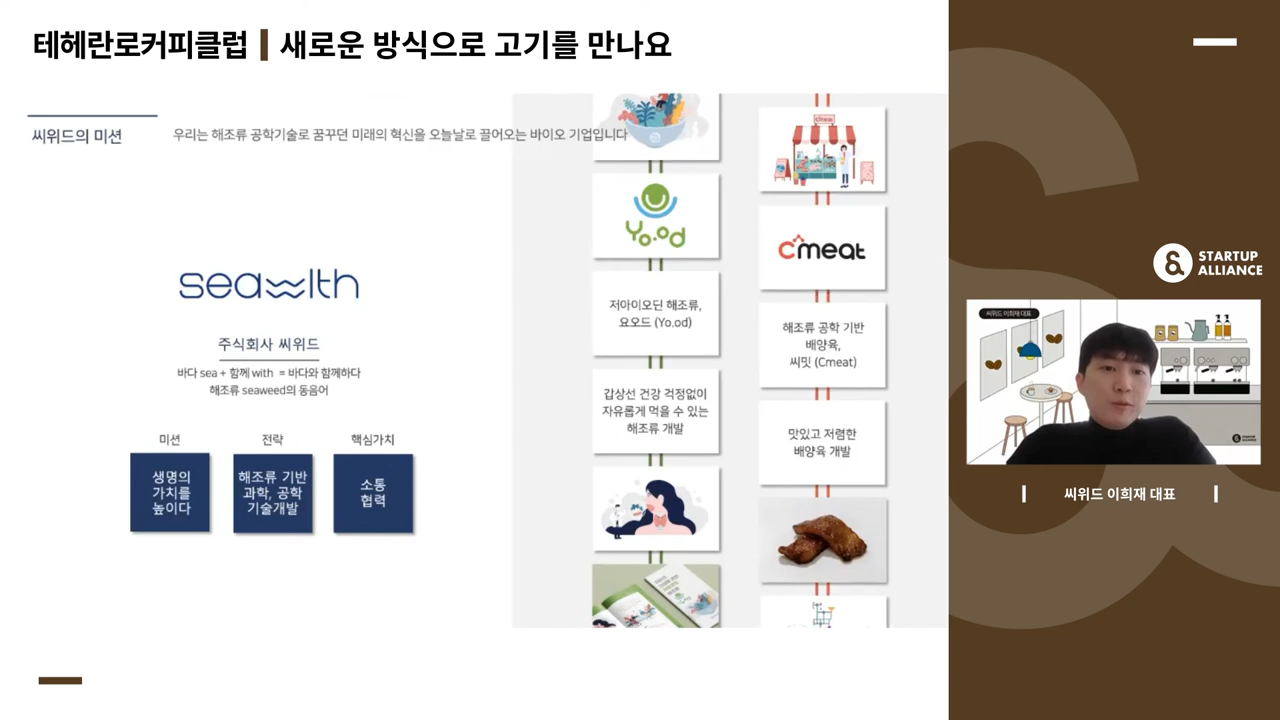 테헤란로커피클럽 | 새로운 방식으로 고기를 만나요
씨위드의 미션
우리는 해조류 공학기술로 꿈꾸던 미래의 혁신을 오늘날로 끌어오는 바이오 기업입니다
seawith
주식회사 씨위드
바다 sea + 함께 with = 바다와 함께하다
해조류 seaweed의 동음어
미션
생명의
가치를
높이다
전략
해조류 기반
과학, 공학
기술개발
핵심가치
소통
협력
Yo.od
저아이오딘 해조류,
요오드 (Yo.od)
갑상선 건강 걱정없이
자유롭게 먹을 수 있는
해조류 개발
C'meat
해조류 공학 기반
배양육,
씨밋 (Cmeat)
맛있고 저렴한
배양육 개발
STARTUP
ALLIANCE
씨위드 이희재 대표
STARTUP
ALLIANCE
씨위드 이희재 대표